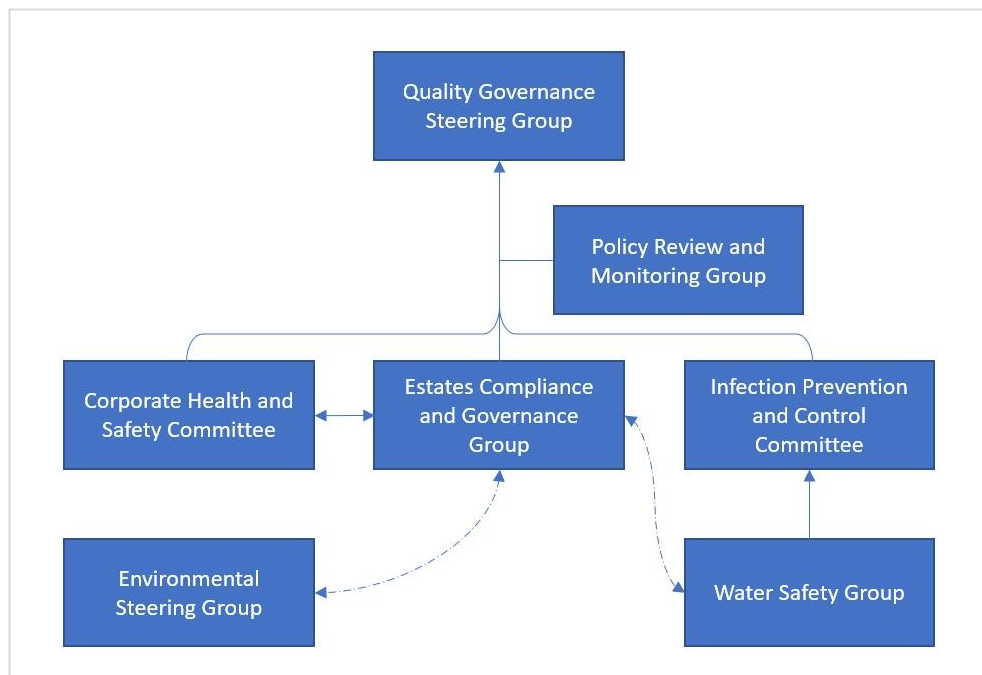 Quality Governance
Steering Group
Policy Review and
Monitoring Group
Corporate Health and
Safety Committee
Estates Compliance
and Governance
Group
Infection Prevention
and Control
Committee
Environmental
Steering Group
Water Safety Group